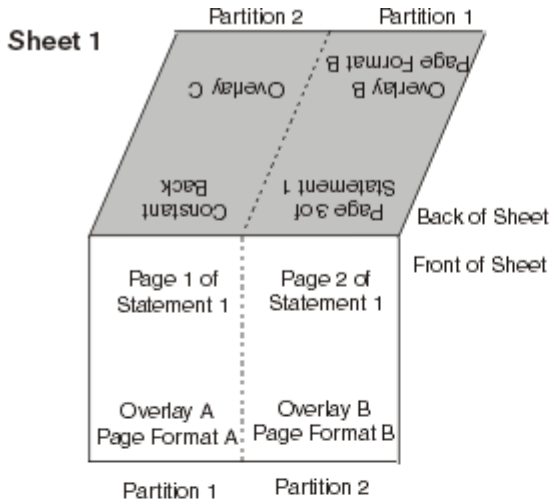 Sheet 1
Partition 2
Partition 1
Overlay C
Overlay B
Page Format B
Constant
Back
Page 3 of
Statement 1
Back of Sheet
Front of Sheet
Page 1 of
Statement 1
Page 2 of
Statement 1
Overlay A
Page Format A
Overlay B
Page Format B
Partition 1
Partition 2